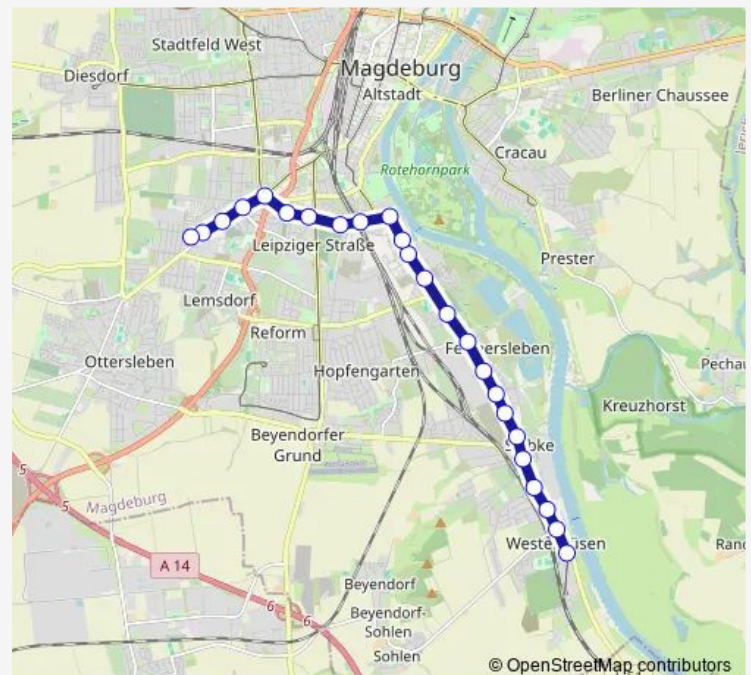 Stadtfeld West
Magdeburg
Diesdorf
Altstadt
Berliner Chaussee
Cracau
Rotehornpark
Leipziger Straße
Prester
Lemsdorf
Reform
Ottersleben
Hopfengarten
Pechau
Kreuzhorst
Beyendorfer
Grund
5
5
Magdeburg
A 14
Beyendorf
6
6
Beyendorf-
Sohlen
Sohlen
© OpenStreetMap contributors